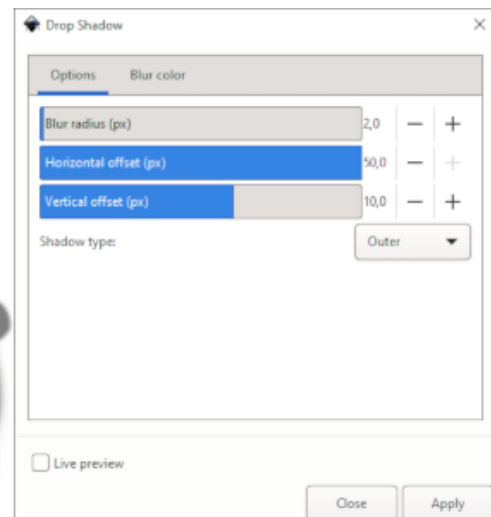 Drop Shadow
Options Blur color
Blur radius (px) 2,0
Horizontal offset (px) 50,0
Vertical offset (px) 10,0
Shadow type: Outer
Live preview
Close Apply